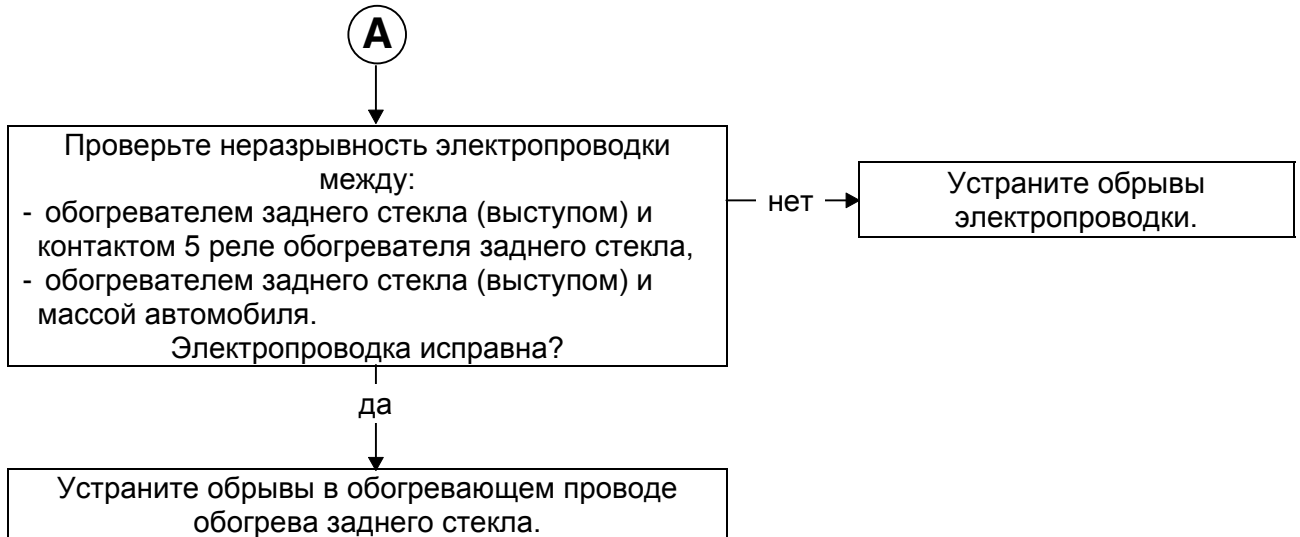 A
Проверьте неразрывность электропроводки
между:
- обогревателем заднего стекла (выступом) и
контактом 5 реле обогревателя заднего стекла,
- обогревателем заднего стекла (выступом) и
массой автомобиля.
Электропроводка исправна?
нет
Устраните обрывы
электропроводки.
да
Устраните обрывы в обогревающем проводе
обогрева заднего стекла.